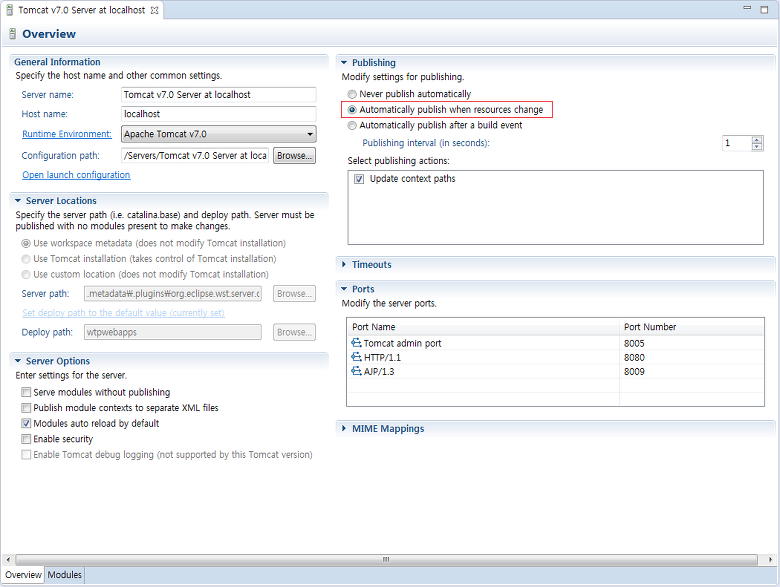 Tomcat v7.0 Server at localhost
Overview
General Information
Specify the host name and other common settings.
Server name:
Tomcat v7.0 Server at localhost
Host name:
localhost
Runtime Environment:
Apache Tomcat v7.0
Configuration path:
/Servers/Tomcat v7.0 Server at loca
Browse...
Open launch configuration
Server Locations
Specify the server path (i.e. catalina.base) and deploy path. Server must be
published with no modules present to make changes.
Use workspace metadata (does not modify Tomcat installation)
Use Tomcat installation (takes control of Tomcat installation)
Use custom location (does not modify Tomcat installation)
Server path:
.metadata₩.plugins₩org.eclipse.wst.server.c
Browse...
Set deploy path to the default value (currently set)
Deploy path:
wtpwebapps
Browse...
Server Options
Enter settings for the server.
Serve modules without publishing
Publish module contexts to separate XML files
Modules auto reload by default
Enable security
Enable Tomcat debug logging (not supported by this Tomcat version)
Publishing
Modify settings for publishing.
Never publish automatically
Automatically publish when resources change
Automatically publish after a build event
Publishing interval (in seconds):
1
Select publishing actions:
Update context paths
Timeouts
Ports
Modify the server ports.
Port Name Port Number
Tomcat admin port 8005
HTTP/1.1 8080
AJP/1.3 8009
MIME Mappings
Overview Modules